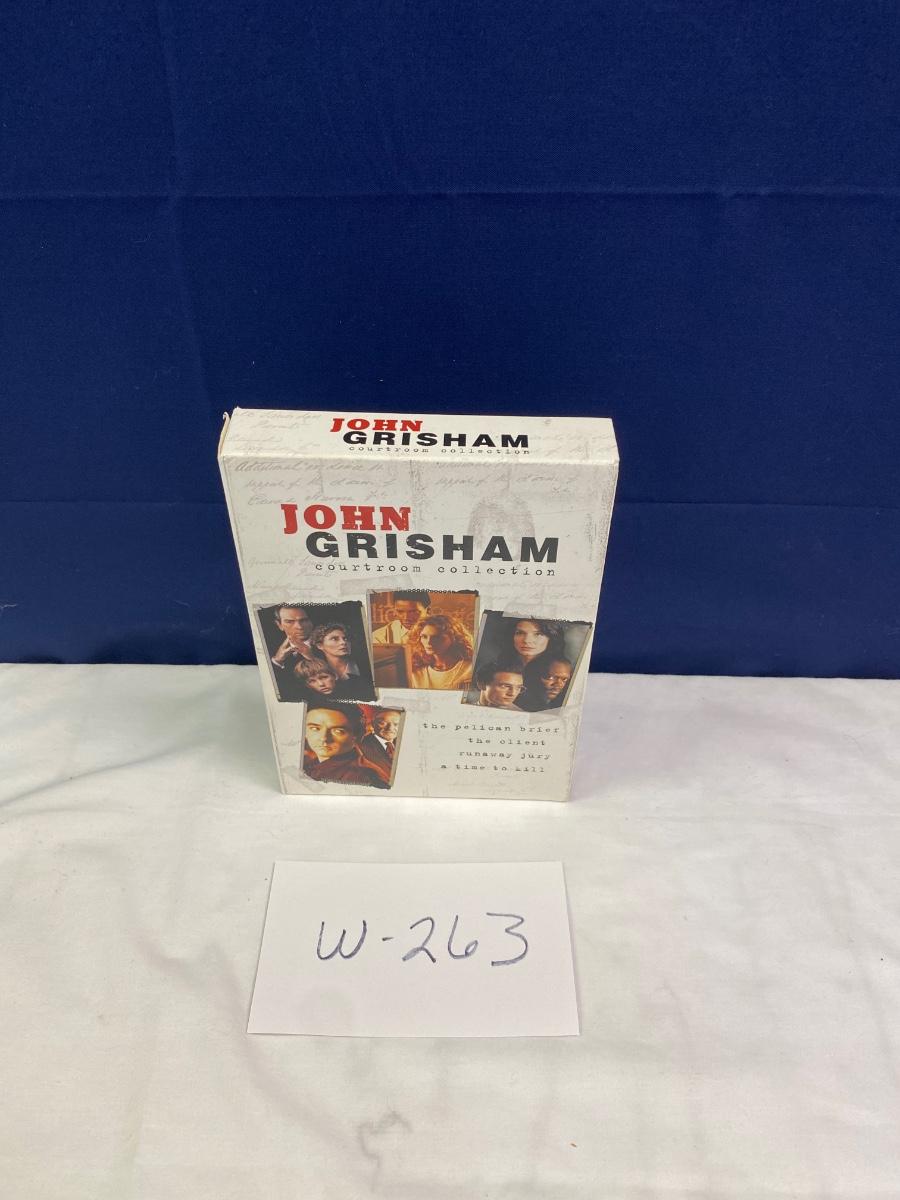 JOHN
GRISHAM
courtroom collection
JOHN
GRISHAM
courtroom collection
the pelican brief
the client
runaway jury
a time to kill
W-263